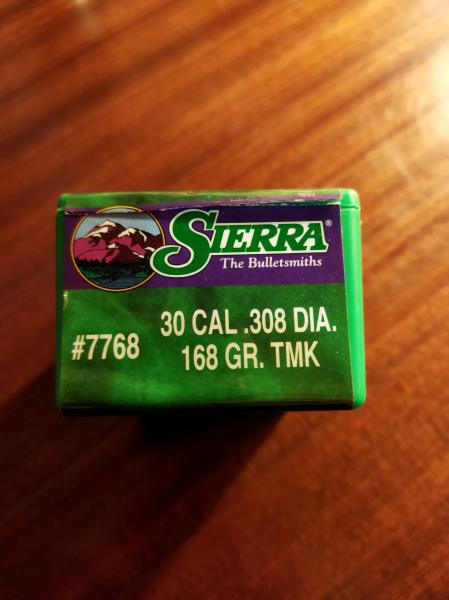 SIERRA®
The Bulletsmiths
#7768
30 CAL .308 DIA.
168 GR. TMK